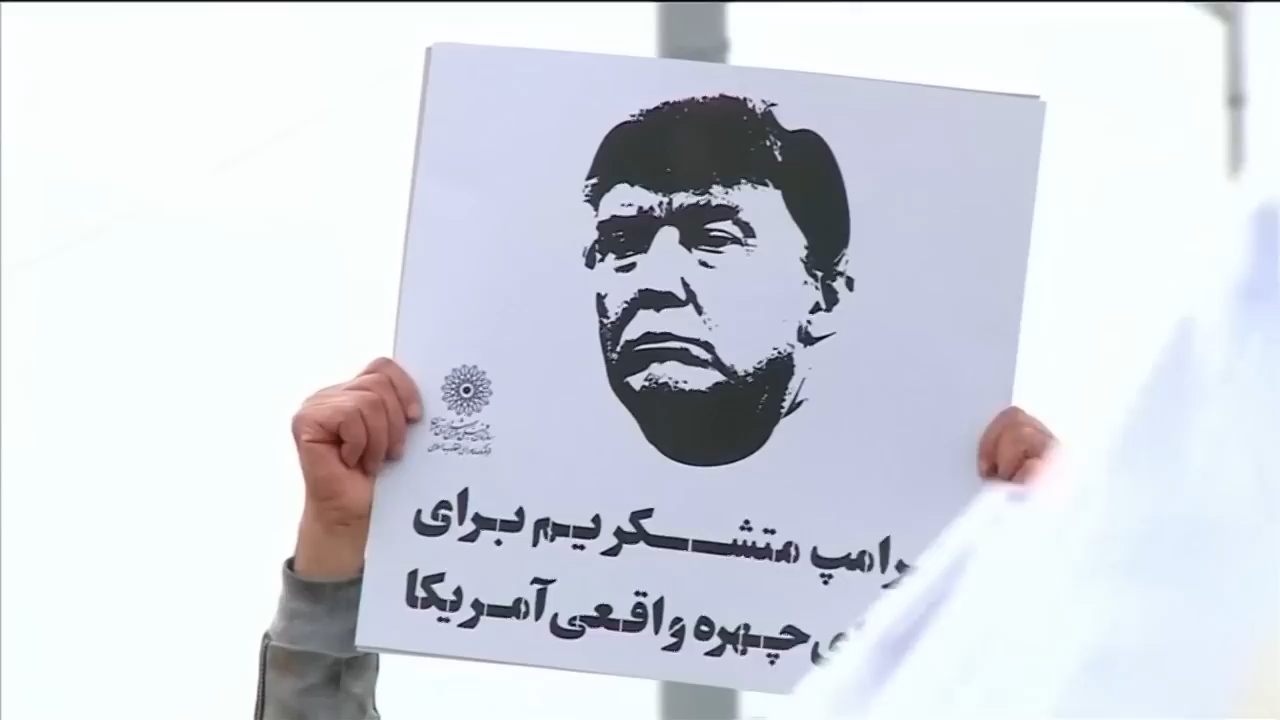 رامپ متشکریم برای
ی چهره واقعی آمریکا